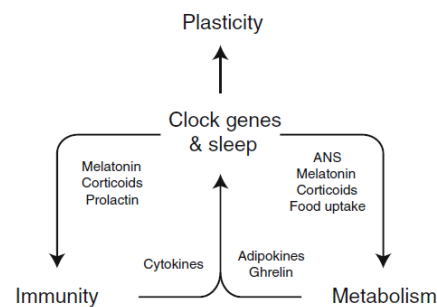 Plasticity
Clock genes
& sleep
Melatonin
Corticoids
Prolactin
ANS
Melatonin
Corticoids
Food uptake
Cytokines
Adipokines
Ghrelin
Immunity
Metabolism